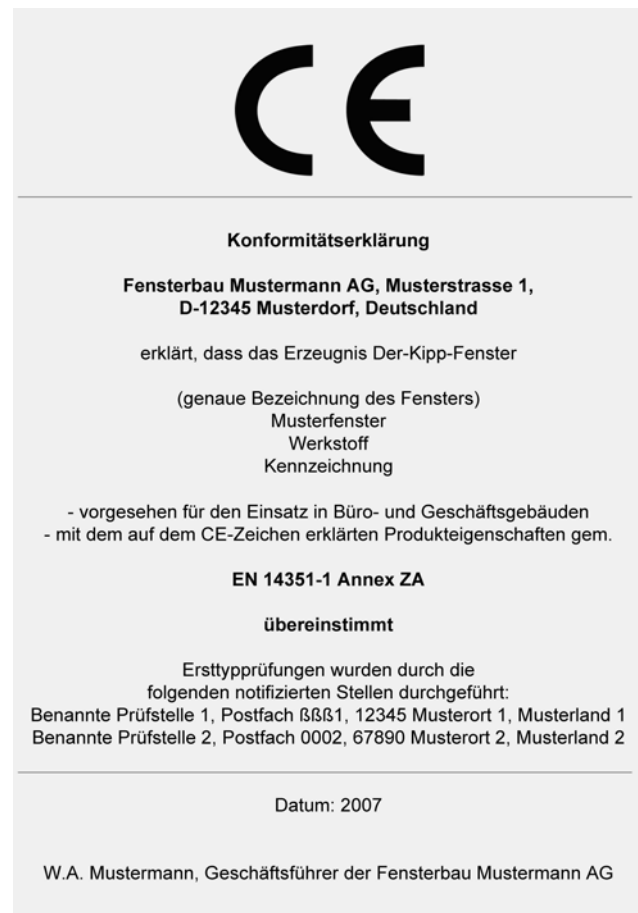 CE
Konformitätserklärung
Fensterbau Mustermann AG, Musterstrasse 1,
D-12345 Musterdorf, Deutschland
erklärt, dass das Erzeugnis Der-Kipp-Fenster
(genaue Bezeichnung des Fensters)
Musterfenster
Werkstoff
Kennzeichnung
- vorgesehen für den Einsatz in Büro- und Geschäftsgebäuden
- mit dem auf dem CE-Zeichen erklärten Produkteigenschaften gem.
EN 14351-1 Annex ZA
übereinstimmt
Ersttypprüfungen wurden durch die
folgenden notifizierten Stellen durchgeführt:
Benannte Prüfstelle 1, Postfach ßßß1, 12345 Musterort 1, Musterland 1
Benannte Prüfstelle 2, Postfach 0002, 67890 Musterort 2, Musterland 2
Datum: 2007
W.A. Mustermann, Geschäftsführer der Fensterbau Mustermann AG